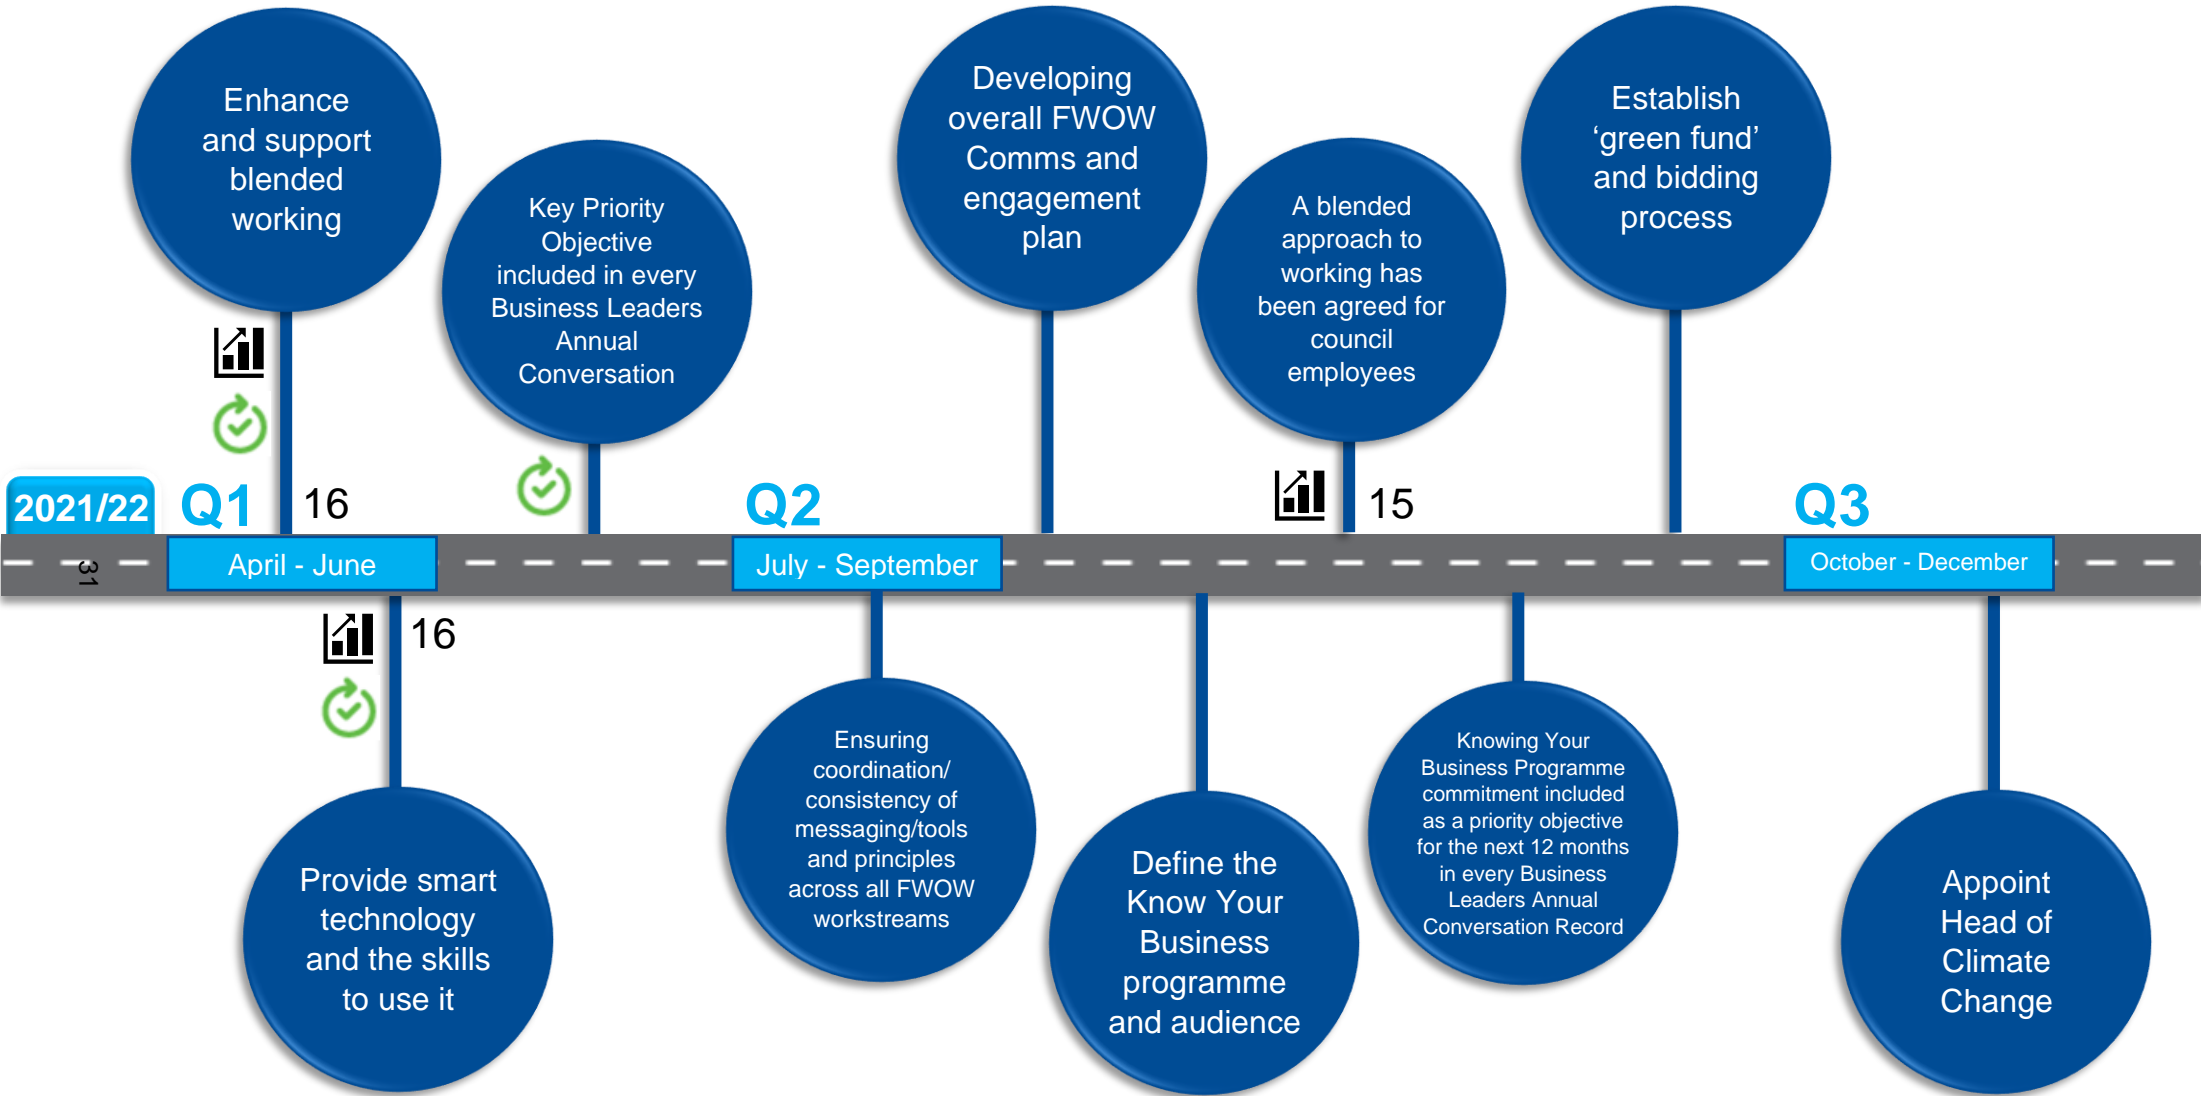 Enhance
and support
blended
working
Key Priority
Objective
included in every
Business Leaders
Annual
Conversation
Developing
overall FWOW
Comms and
engagement
plan
A blended
approach to
working has
been agreed for
council
employees
Establish
‘green fund’
and bidding
process
2021/22
Q1
16
Q2
15
Q3
31
April - June
July - September
October - December
16
Provide smart
technology
and the skills
to use it
Ensuring
coordination/
consistency of
messaging/tools
and principles
across all FWOW
workstreams
Define the
Know Your
Business
programme
and audience
Knowing Your
Business Programme
commitment included
as a priority objective
for the next 12 months
in every Business
Leaders Annual
Conversation Record
Appoint
Head of
Climate
Change